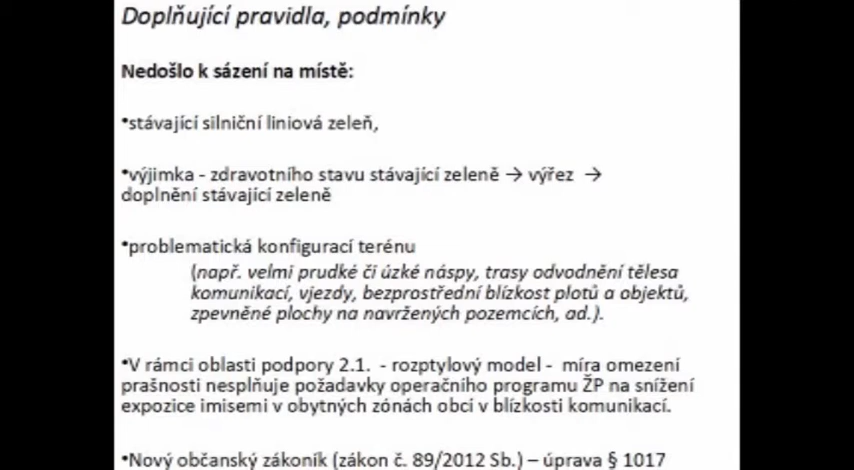 Doplňující pravidla, podmínky
Nedošlo k sázení na místě:
•stávající silniční liniová zeleň,
•výjimka - zdravotního stavu stávající zeleně → výřez →
doplnění stávající zeleně
•problematická konfigurací terénu
(např. velmi prudké či úzké náspy, trasy odvodnění tělesa
komunikací, vjezdy, bezprostřední blízkost plotů a objektů,
zpevněné plochy na navržených pozemcích, ad.).
•V rámci oblasti podpory 2.1. - rozptylový model - míra omezení
prašnosti nesplňuje požadavky operačního programu ŽP na snížení
expozice imisemi v obytných zónách obcí v blízkosti komunikací.
•Nový občanský zákoník (zákon č. 89/2012 Sb.) – úprava § 1017